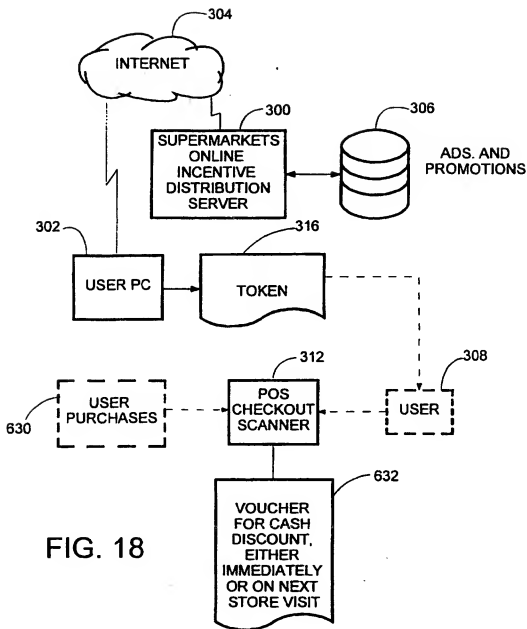 304
INTERNET
300
306
SUPERMARKETS
ONLINE
INCENTIVE
DISTRIBUTION
SERVER
ADS. AND
PROMOTIONS
302
316
USER PC
TOKEN
312
308
USER
PURCHASES
POS
CHECKOUT
SCANNER
USER
630
632
VOUCHER
FOR CASH
DISCOUNT,
EITHER
IMMEDIATELY
OR ON NEXT
STORE VISIT
FIG. 18